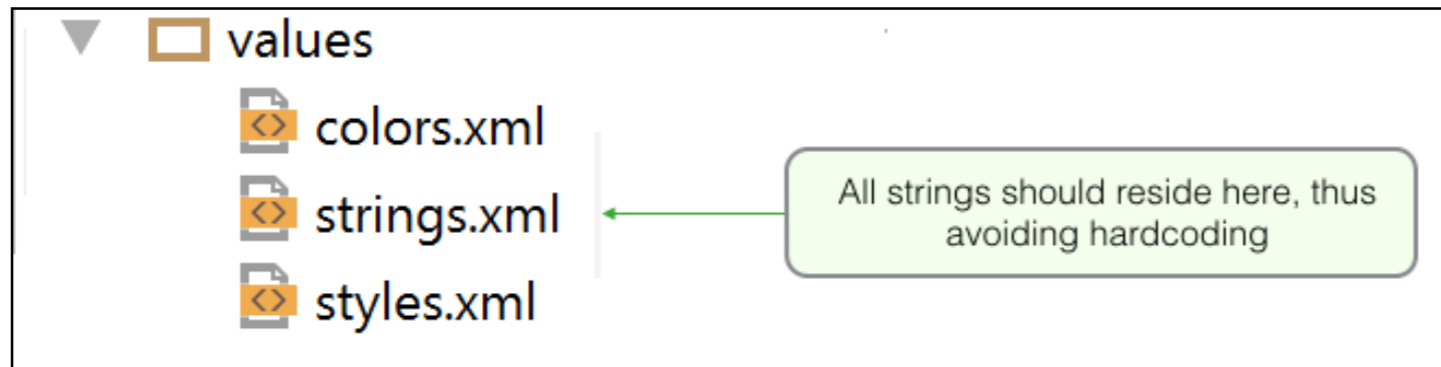 values
colors.xml
strings.xml
All strings should reside here, thus
avoiding hardcoding
styles.xml